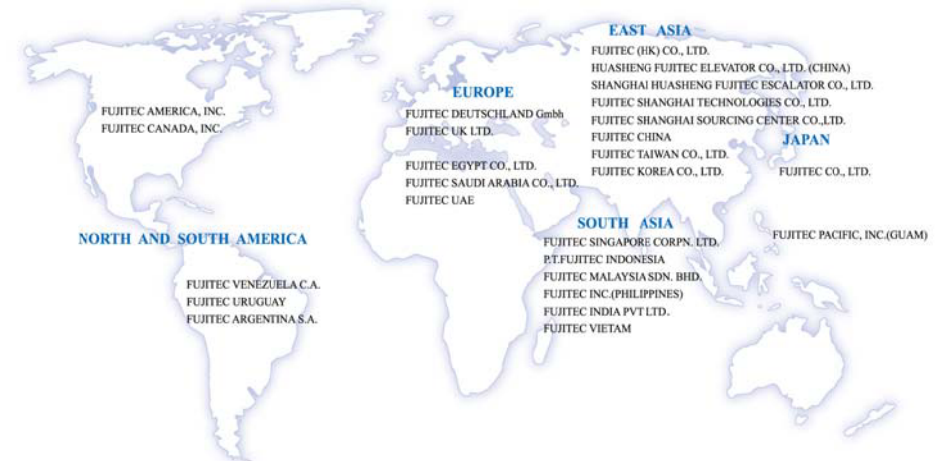 EAST ASIA
FUJITEC (HK) CO., LTD.
HUASHENG FUJITEC ELEVATOR CO., LTD. (CHINA)
SHANGHAI HUASHENG FUJITEC ESCALATOR CO., LTD.
FUJITEC SHANGHAI TECHNOLOGIES CO., LTD.
FUJITEC SHANGHAI SOURCING CENTER CO.,LTD.
FUJITEC CHINA
FUJITEC TAIWAN CO., LTD.
FUJITEC KOREA CO., LTD.
EUROPE
FUJITEC DEUTSCHLAND Gmbh
FUJITEC UK LTD.
FUJITEC EGYPT CO., LTD.
FUJITEC SAUDI ARABIA CO., LTD.
FUJITEC UAE
FUJITEC AMERICA, INC.
FUJITEC CANADA, INC.
JAPAN
FUJITEC CO., LTD.
NORTH AND SOUTH AMERICA
FUJITEC VENEZUELA C.A.
FUJITEC URUGUAY
FUJITEC ARGENTINA S.A.
SOUTH ASIA
FUJITEC SINGAPORE CORPN. LTD.
P.T.FUJITEC INDONESIA
FUJITEC MALAYSIA SDN. BHD.
FUJITEC INC.(PHILIPPINES)
FUJITEC INDIA PVT LTD.
FUJITEC VIETAM
FUJITEC PACIFIC, INC.(GUAM)